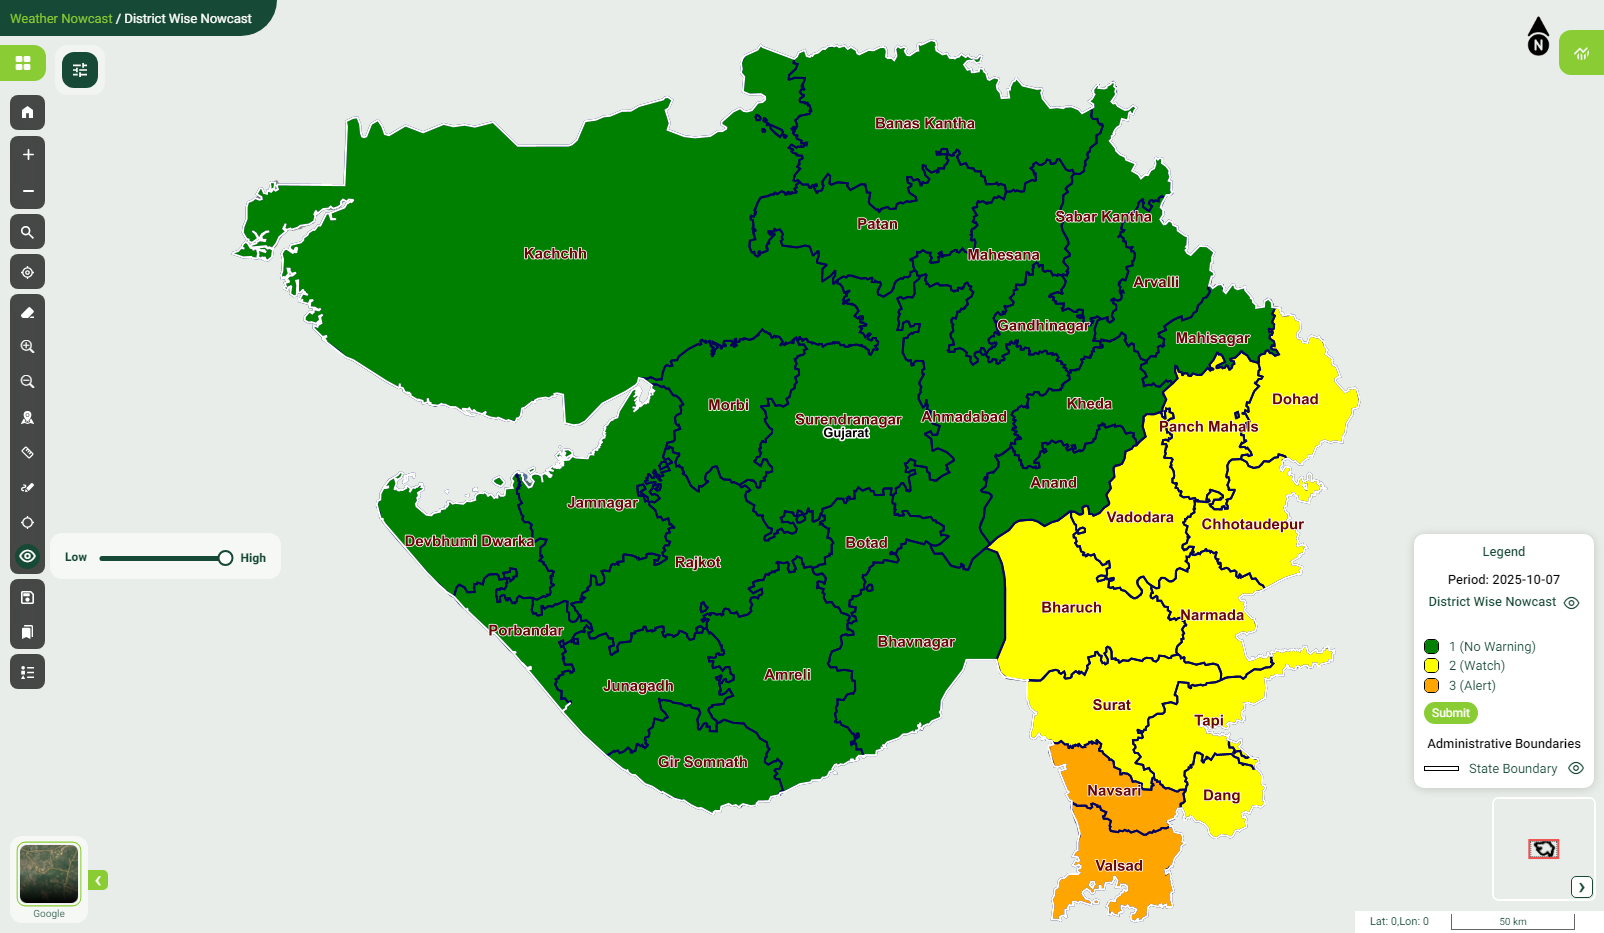 Weather Nowcast / District Wise Nowcast
N
Banas Kantha
Patan
Sabar Kantha
Kachchh
Mahesana
Arvalli
Gandhinagar
Mahisagar
Dohad
Morbi
Kheda
Surendranagar
Ahmadabad
Gujarat
Panch Mahals
Anand
Jamnagar
Vadodara
Chhotaudepur
Devbhumi Dwarka
Botad
Rajkot
Low
High
Bharuch
Narmada
Porbandar
Bhavnagar
Amreli
Junagadh
Surat
Tapi
Gir Somnath
Navsari
Dang
Valsad
Legend
Period: 2025-10-07
District Wise Nowcast
1 (No Warning)
2 (Watch)
3 (Alert)
Submit
Administrative Boundaries
State Boundary
Google
Lat: 0,Lon: 0
50 km